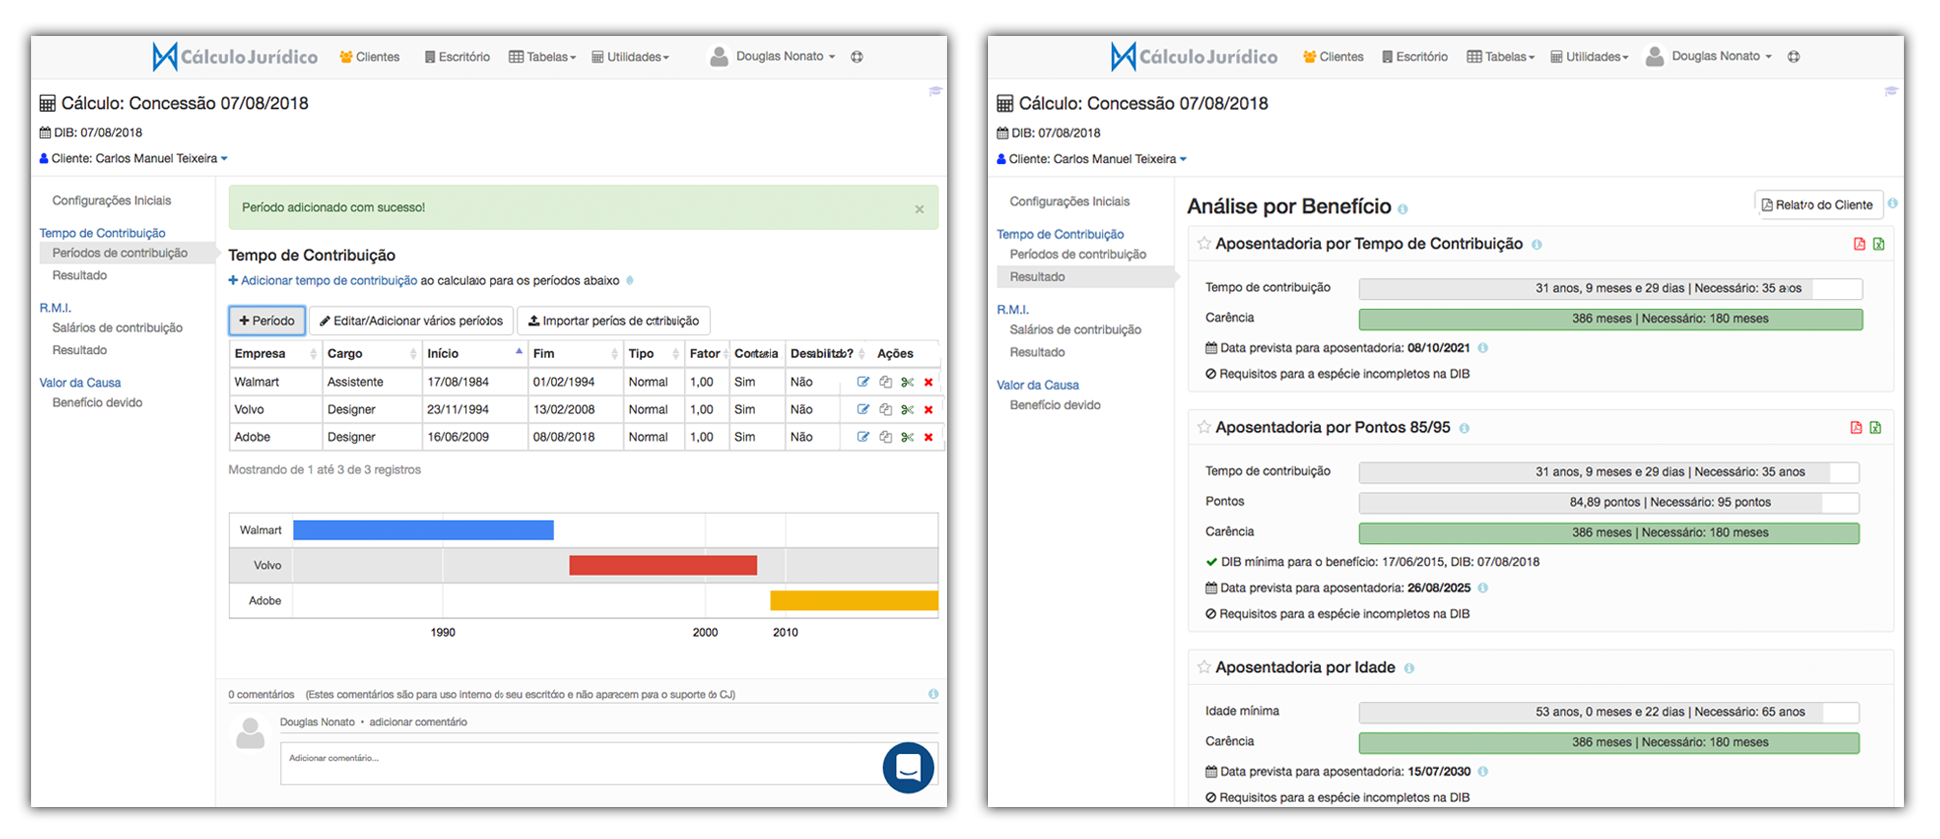 CálculoJurídico Clientes Escritório Tabelas Utilidades Douglas Nonato
Cálculo: Concessão 07/08/2018
DIB: 07/08/2018
Cliente: Carlos Manuel Teixeira
Configurações Iniciais
Tempo de Contribuição
Períodos de contribuição
Resultado
R.M.I.
Salários de contribuição
Resultado
Valor da Causa
Benefício devido
Período adicionado com sucesso! ×
Tempo de Contribuição
+ Adicionar tempo de contribuição ao calculaıo para os períodos abaixo
+ Período Editar/Adicionar vários períodos Importar períos de contribuição
Empresa Cargo Início Fim Tipo Fator Ações
Walmart Assistente 17/08/1984 01/02/1994 Normal 1,00 Sim Não
Volvo Designer 23/11/1994 13/02/2008 Normal 1,00 Sim Não
Adobe Designer 16/06/2009 08/08/2018 Normal 1,00 Sim Não
Mostrando de 1 até 3 de 3 registros
Walmart
Volvo
Adobe
1990 2000 2010
0 comentários (Estes comentários são para uso interno do seu escritório e não aparecem para o suporte do CJ)
Douglas Nonato • adicionar comentário
Adicionar comentário...
CálculoJurídico Clientes Escritório Tabelas Utilidades Douglas Nonato
Cálculo: Concessão 07/08/2018
DIB: 07/08/2018
Cliente: Carlos Manuel Teixeira
Configurações Iniciais
Tempo de Contribuição
Períodos de contribuição
Resultado
R.M.I.
Salários de contribuição
Resultado
Valor da Causa
Benefício devido
Análise por Benefício
Relatro do Cliente
Aposentadoria por Tempo de Contribuição
Tempo de contribuição 31 anos, 9 meses e 29 dias | Necessário: 35 anos
Carência 386 meses | Necessário: 180 meses
Data prevista para aposentadoria: 08/10/2021
Requisitos para a espécie incompletos na DIB
Aposentadoria por Pontos 85/95
Tempo de contribuição 31 anos, 9 meses e 29 dias | Necessário: 35 anos
Pontos 84,89 pontos | Necessário: 95 pontos
Carência 386 meses | Necessário: 180 meses
DIB mínima para o benefício: 17/06/2015, DIB: 07/08/2018
Data prevista para aposentadoria: 26/08/2025
Requisitos para a espécie incompletos na DIB
Aposentadoria por Idade
Idade mínima 53 anos, 0 meses e 22 dias | Necessário: 65 anos
Carência 386 meses | Necessário: 180 meses
Data prevista para aposentadoria: 15/07/2030
Requisitos para a espécie incompletos na DIB